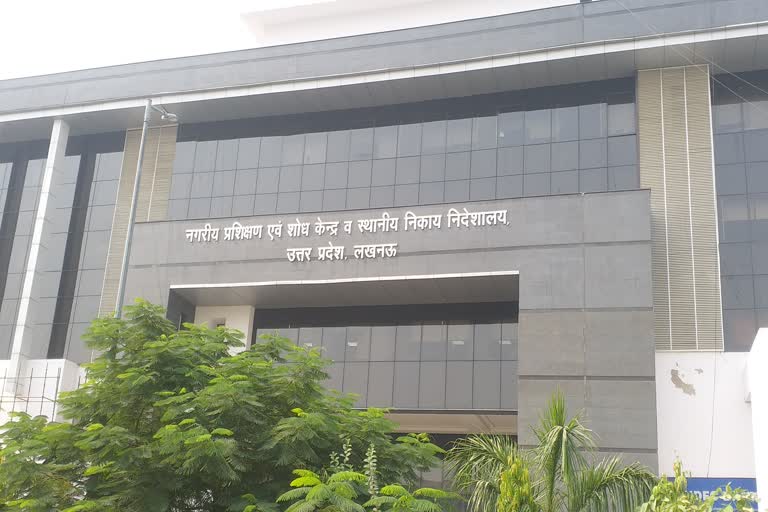 नगरीय प्रशिक्षण एवं शोध केन्द्र व स्थानीय निकाय निदेशालय,
उत्तर प्रदेश, लखनऊ